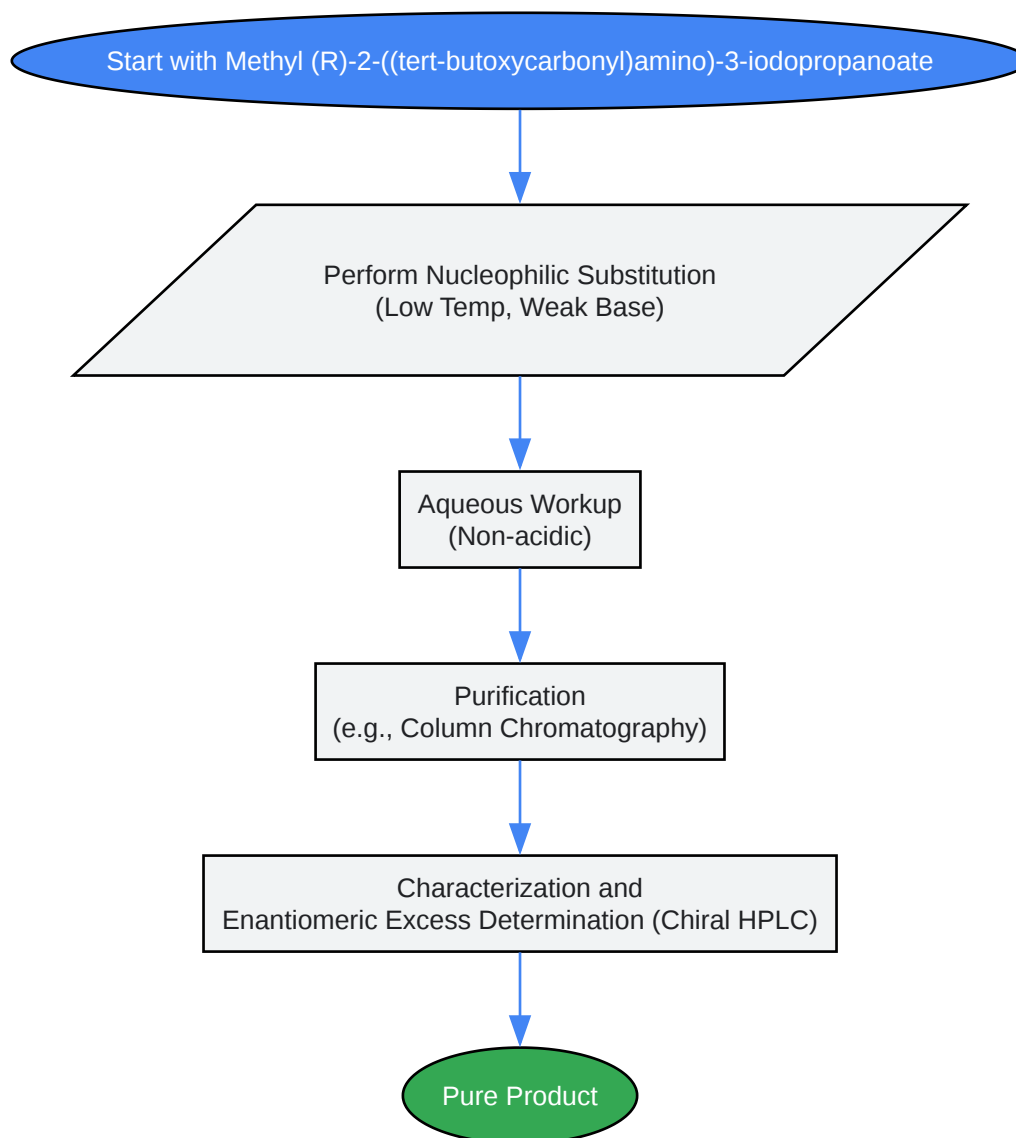 Start with Methyl (R)-2-((tert-butoxycarbonyl)amino)-3-iodopropanoate
Perform Nucleophilic Substitution
(Low Temp, Weak Base)
Aqueous Workup
(Non-acidic)
Purification
(e.g., Column Chromatography)
Characterization and
Enantiomeric Excess Determination (Chiral HPLC)
Pure Product